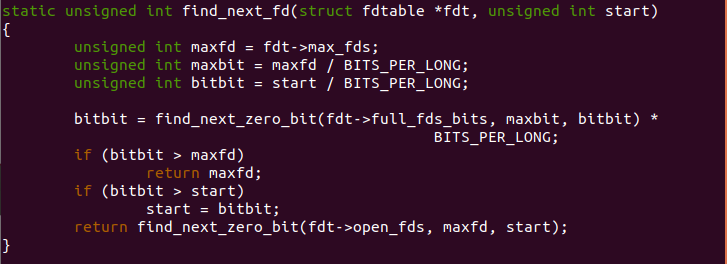 static unsigned int find_next_fd(struct fdtable *fdt, unsigned int start)
{
        unsigned int maxfd = fdt->max_fds;
        unsigned int maxbit = maxfd / BITS_PER_LONG;
        unsigned int bitbit = start / BITS_PER_LONG;

        bitbit = find_next_zero_bit(fdt->full_fds_bits, maxbit, bitbit) *
                                                BITS_PER_LONG;
        if (bitbit > maxfd)
                return maxfd;
        if (bitbit > start)
                start = bitbit;
        return find_next_zero_bit(fdt->open_fds, maxfd, start);
}